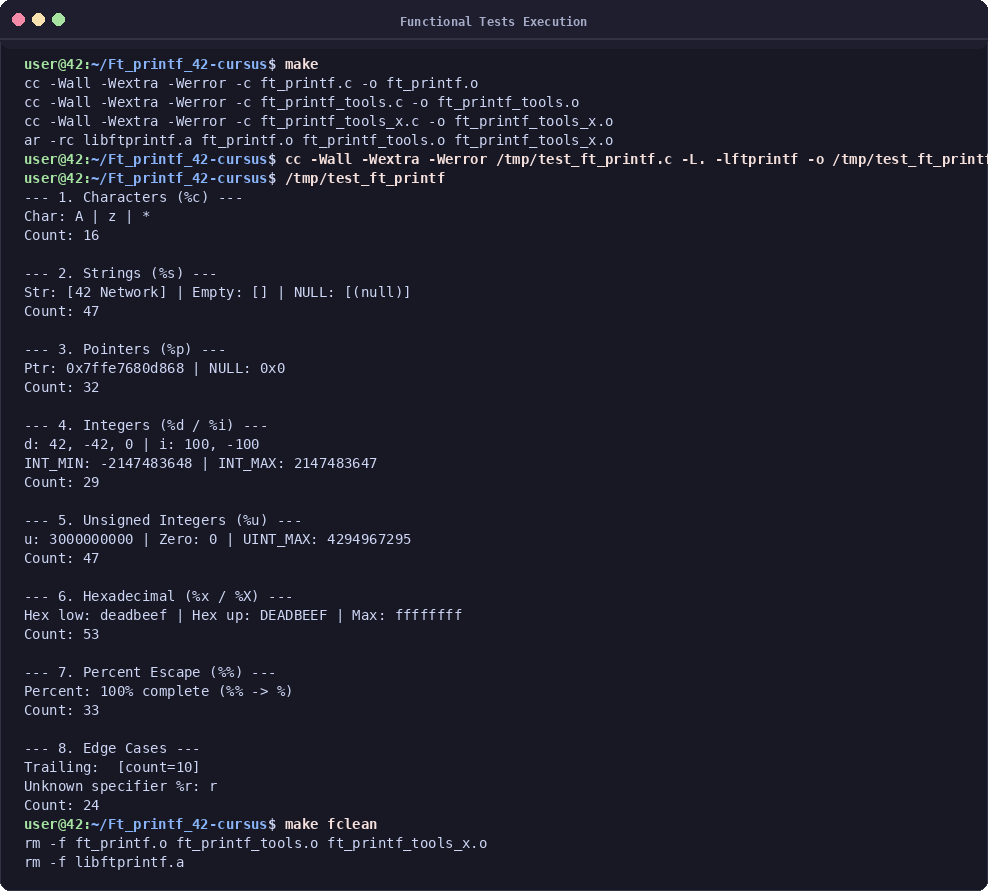 Functional Tests Execution
user@42:~/Ft_printf_42-cursus$ make
cc -Wall -Wextra -Werror -c ft_printf.c -o ft_printf.o
cc -Wall -Wextra -Werror -c ft_printf_tools.c -o ft_printf_tools.o
cc -Wall -Wextra -Werror -c ft_printf_tools_x.c -o ft_printf_tools_x.o
ar -rc libftprintf.a ft_printf.o ft_printf_tools.o ft_printf_tools_x.o
user@42:~/Ft_printf_42-cursus$ cc -Wall -Wextra -Werror /tmp/test_ft_printf.c -L. -lftprintf -o /tmp/test_ft_printf
user@42:~/Ft_printf_42-cursus$ /tmp/test_ft_printf
--- 1. Characters (%c) ---
Char: A | z | *
Count: 16

--- 2. Strings (%s) ---
Str: [42 Network] | Empty: [] | NULL: [(null)]
Count: 47

--- 3. Pointers (%p) ---
Ptr: 0x7ffe7680d868 | NULL: 0x0
Count: 32

--- 4. Integers (%d / %i) ---
d: 42, -42, 0 | i: 100, -100
INT_MIN: -2147483648 | INT_MAX: 2147483647
Count: 29

--- 5. Unsigned Integers (%u) ---
u: 3000000000 | Zero: 0 | UINT_MAX: 4294967295
Count: 47

--- 6. Hexadecimal (%x / %X) ---
Hex low: deadbeef | Hex up: DEADBEEF | Max: ffffffff
Count: 53

--- 7. Percent Escape (%%) ---
Percent: 100% complete (%% -> %)
Count: 33

--- 8. Edge Cases ---
Trailing:  [count=10]
Unknown specifier %r: r
Count: 24
user@42:~/Ft_printf_42-cursus$ make fclean
rm -f ft_printf.o ft_printf_tools.o ft_printf_tools_x.o
rm -f libftprintf.a